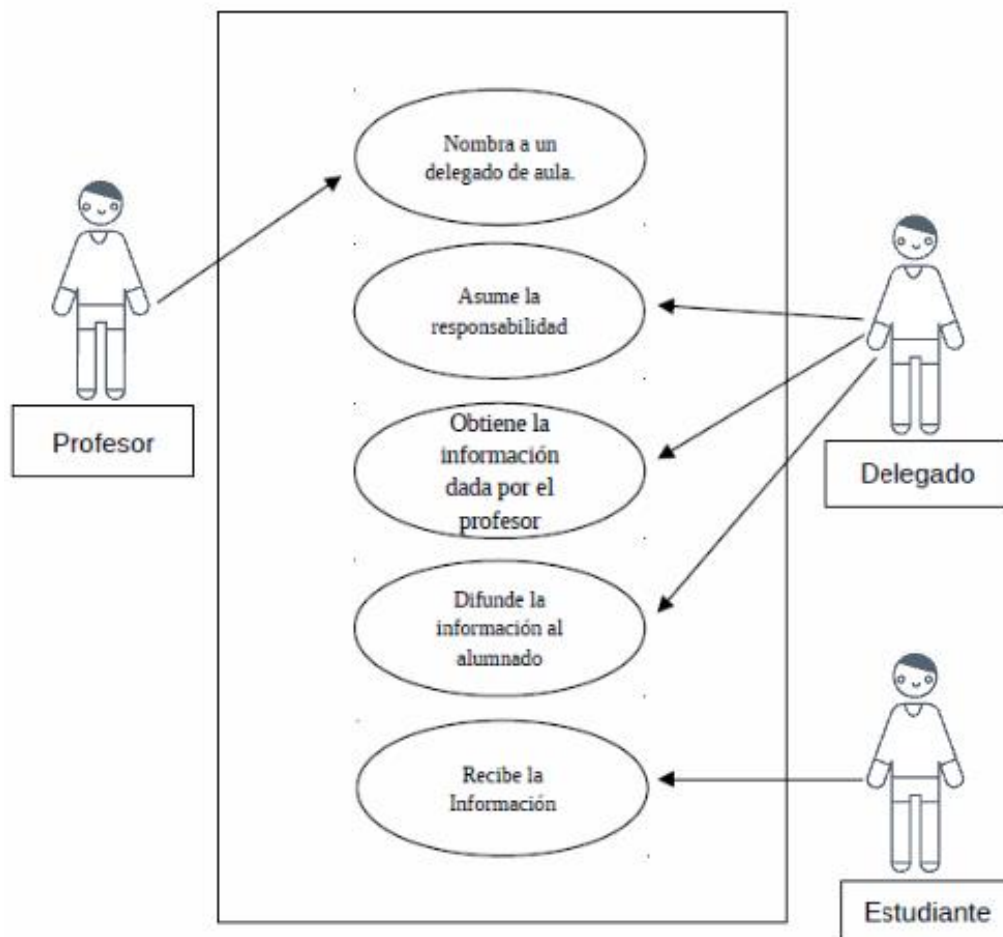 Nombra a un
delegado de aula.
Asume la
responsabilidad
Profesor
Obtiene la
información
dada por el
profesor
Delegado
Difunde la
información al
alumnado
Recibe la
Información
Estudiante